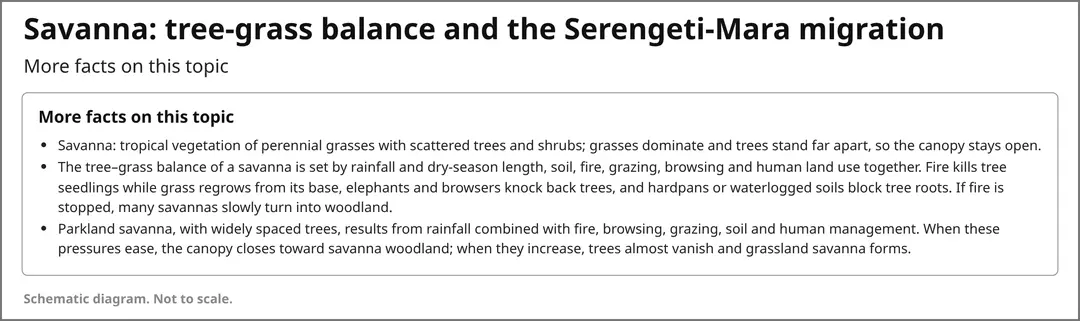 Savanna: tree-grass balance and the Serengeti-Mara migration
More facts on this topic
More facts on this topic
• Savanna: tropical vegetation of perennial grasses with scattered trees and shrubs; grasses dominate and trees stand far apart, so the canopy stays open.
• The tree–grass balance of a savanna is set by rainfall and dry-season length, soil, fire, grazing, browsing and human land use together. Fire kills tree
seedlings while grass regrows from its base, elephants and browsers knock back trees, and hardpans or waterlogged soils block tree roots. If fire is
stopped, many savannas slowly turn into woodland.
• Parkland savanna, with widely spaced trees, results from rainfall combined with fire, browsing, grazing, soil and human management. When these
pressures ease, the canopy closes toward savanna woodland; when they increase, trees almost vanish and grassland savanna forms.
Schematic diagram. Not to scale.